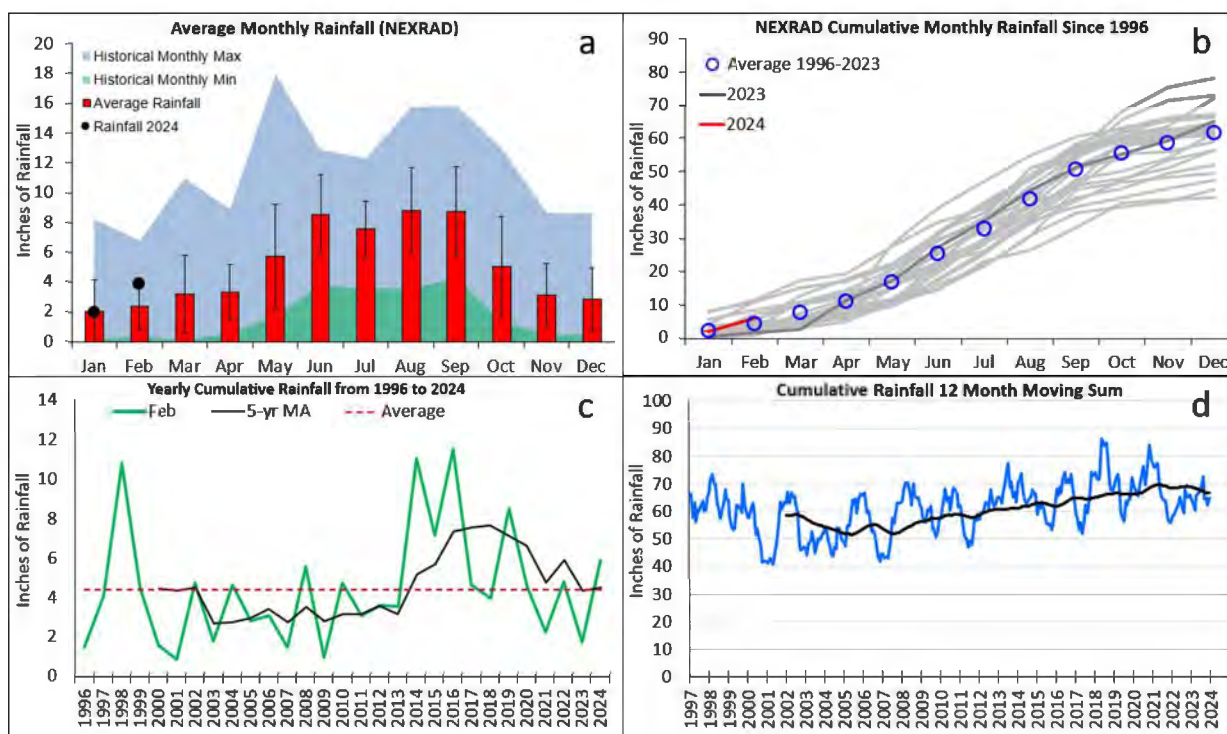 Average Monthly Rainfall (NEXRAD)
a
Inches of Rainfall
20
18
16
14
12
10
8
6
4
2
0
Historical Monthly Max
Historical Monthly Min
Average Rainfall
Rainfall 2024
Jan Feb Mar Apr May Jun Jul Aug Sep Oct Nov Dec
NEXRAD Cumulative Monthly Rainfall Since 1996
b
Inches of Rainfall
90
80
70
60
50
40
30
20
10
0
Average 1996-2023
2023
2024
Jan Feb Mar Apr May Jun Jul Aug Sep Oct Nov Dec
Yearly Cumulative Rainfall from 1996 to 2024
c
Feb 5-yr MA Average
Inches of Rainfall
14
12
10
8
6
4
2
0
1996 1997 1998 1999 2000 2001 2002 2003 2004 2005 2006 2007 2008 2009 2010 2011 2012 2013 2014 2015 2016 2017 2018 2019 2020 2021 2022 2023 2024
Cumulative Rainfall 12 Month Moving Sum
d
Inches of Rainfall
100
90
80
70
60
50
40
30
20
10
0
1997 1998 1999 2000 2001 2002 2003 2004 2005 2006 2007 2008 2009 2010 2011 2012 2013 2014 2015 2016 2017 2018 2019 2020 2021 2022 2023 2024